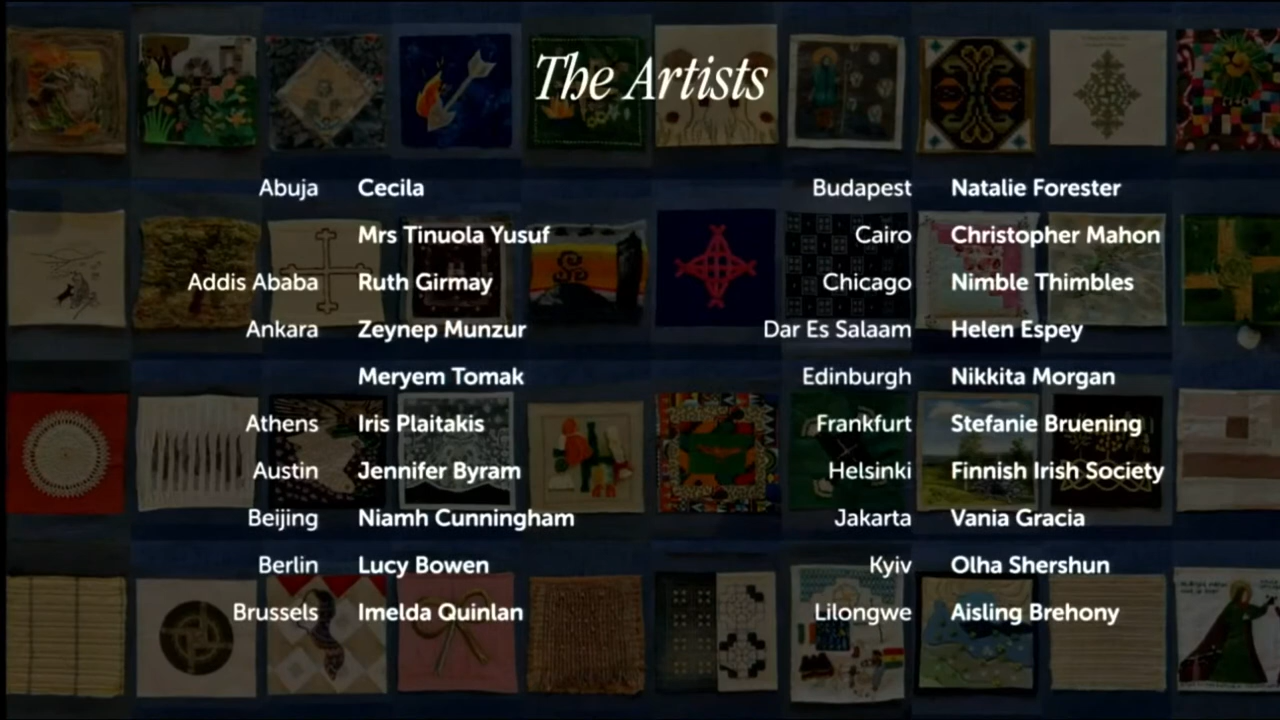 The Artists
Abuja Cecila
Mrs Tinuola Yusuf
Addis Ababa Ruth Girmay
Ankara Zeynep Munzur
Meryem Tomak
Athens Iris Plaitakis
Austin Jennifer Byram
Beijing Niamh Cunningham
Berlin Lucy Bowen
Brussels Imelda Quinlan
Budapest Natalie Forester
Cairo Christopher Mahon
Chicago Nimble Thimbles
Dar Es Salaam Helen Espey
Edinburgh Nikkita Morgan
Frankfurt Stefanie Bruening
Helsinki Finnish Irish Society
Jakarta Vania Gracia
Kyiv Olha Shershun
Lilongwe Aisling Brehony